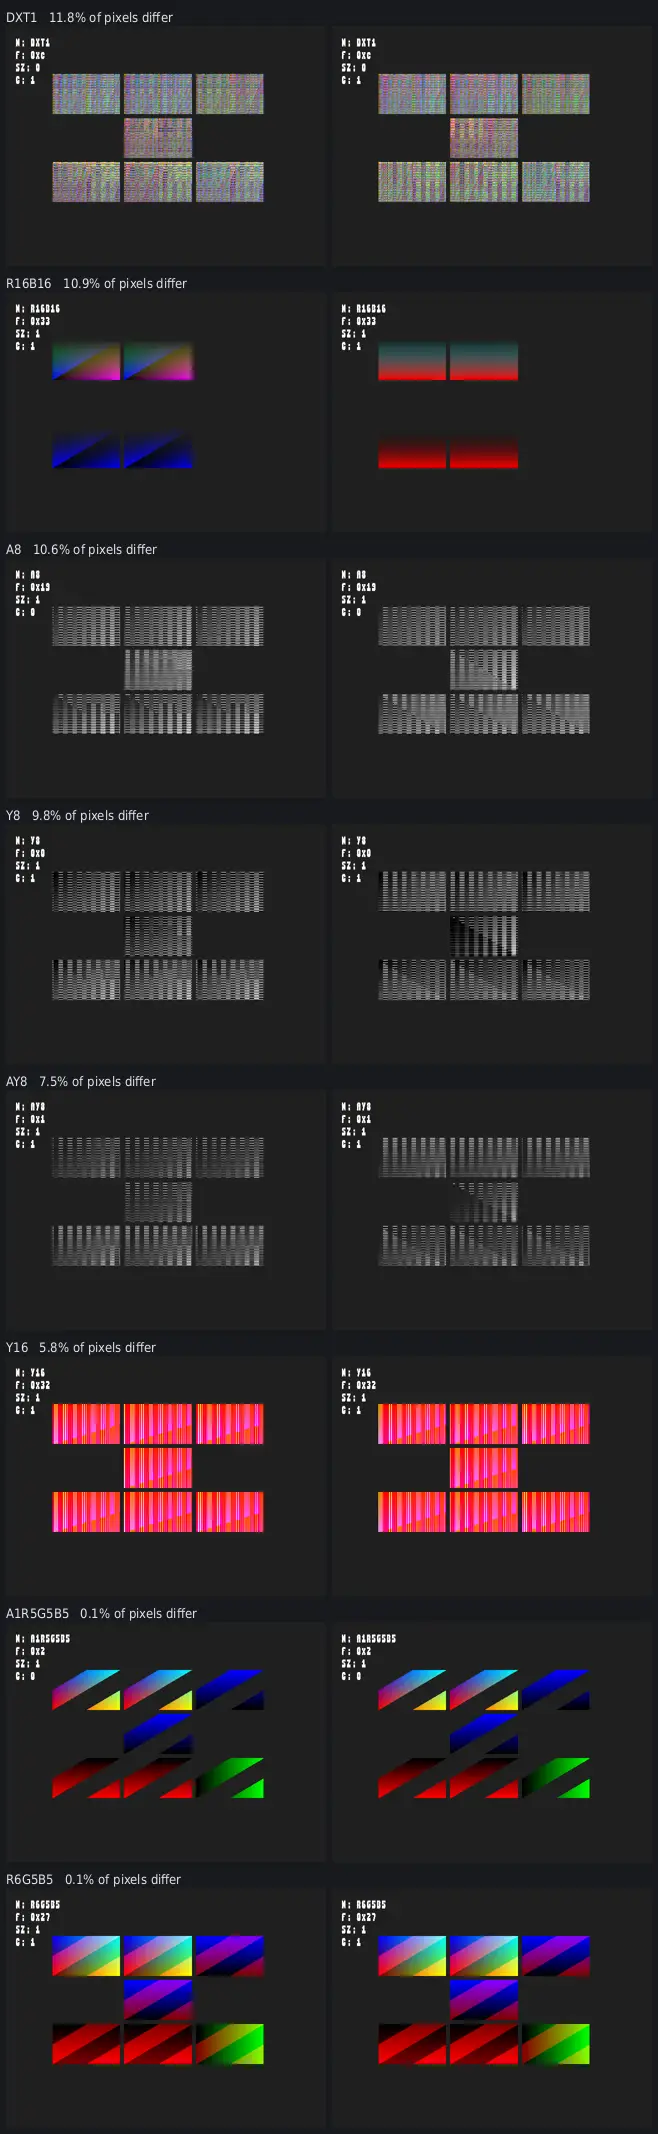 DXT1 11.8% of pixels differ
N: DXT1
F: 0xc
SZ: 0
C: 1
N: DXT1
F: 0xc
SZ: 0
C: 1
R16B16 10.9% of pixels differ
N: R16B16
F: 0x33
SZ: 1
C: 1
N: R16B16
F: 0x33
SZ: 1
C: 1
A8 10.6% of pixels differ
N: A8
F: 0x19
SZ: 1
C: 0
N: A8
F: 0x19
SZ: 1
C: 0
Y8 9.8% of pixels differ
N: Y8
F: 0x0
SZ: 1
C: 1
N: Y8
F: 0x0
SZ: 1
C: 1
AY8 7.5% of pixels differ
N: AY8
F: 0x1
SZ: 1
C: 1
N: AY8
F: 0x1
SZ: 1
C: 1
Y16 5.8% of pixels differ
N: Y16
F: 0x32
SZ: 1
C: 1
N: Y16
F: 0x32
SZ: 1
C: 1
A1R5G5B5 0.1% of pixels differ
N: A1R5G5B5
F: 0x2
SZ: 1
C: 0
N: A1R5G5B5
F: 0x2
SZ: 1
C: 0
R6G5B5 0.1% of pixels differ
N: R6G5B5
F: 0x27
SZ: 1
C: 1
N: R6G5B5
F: 0x27
SZ: 1
C: 1